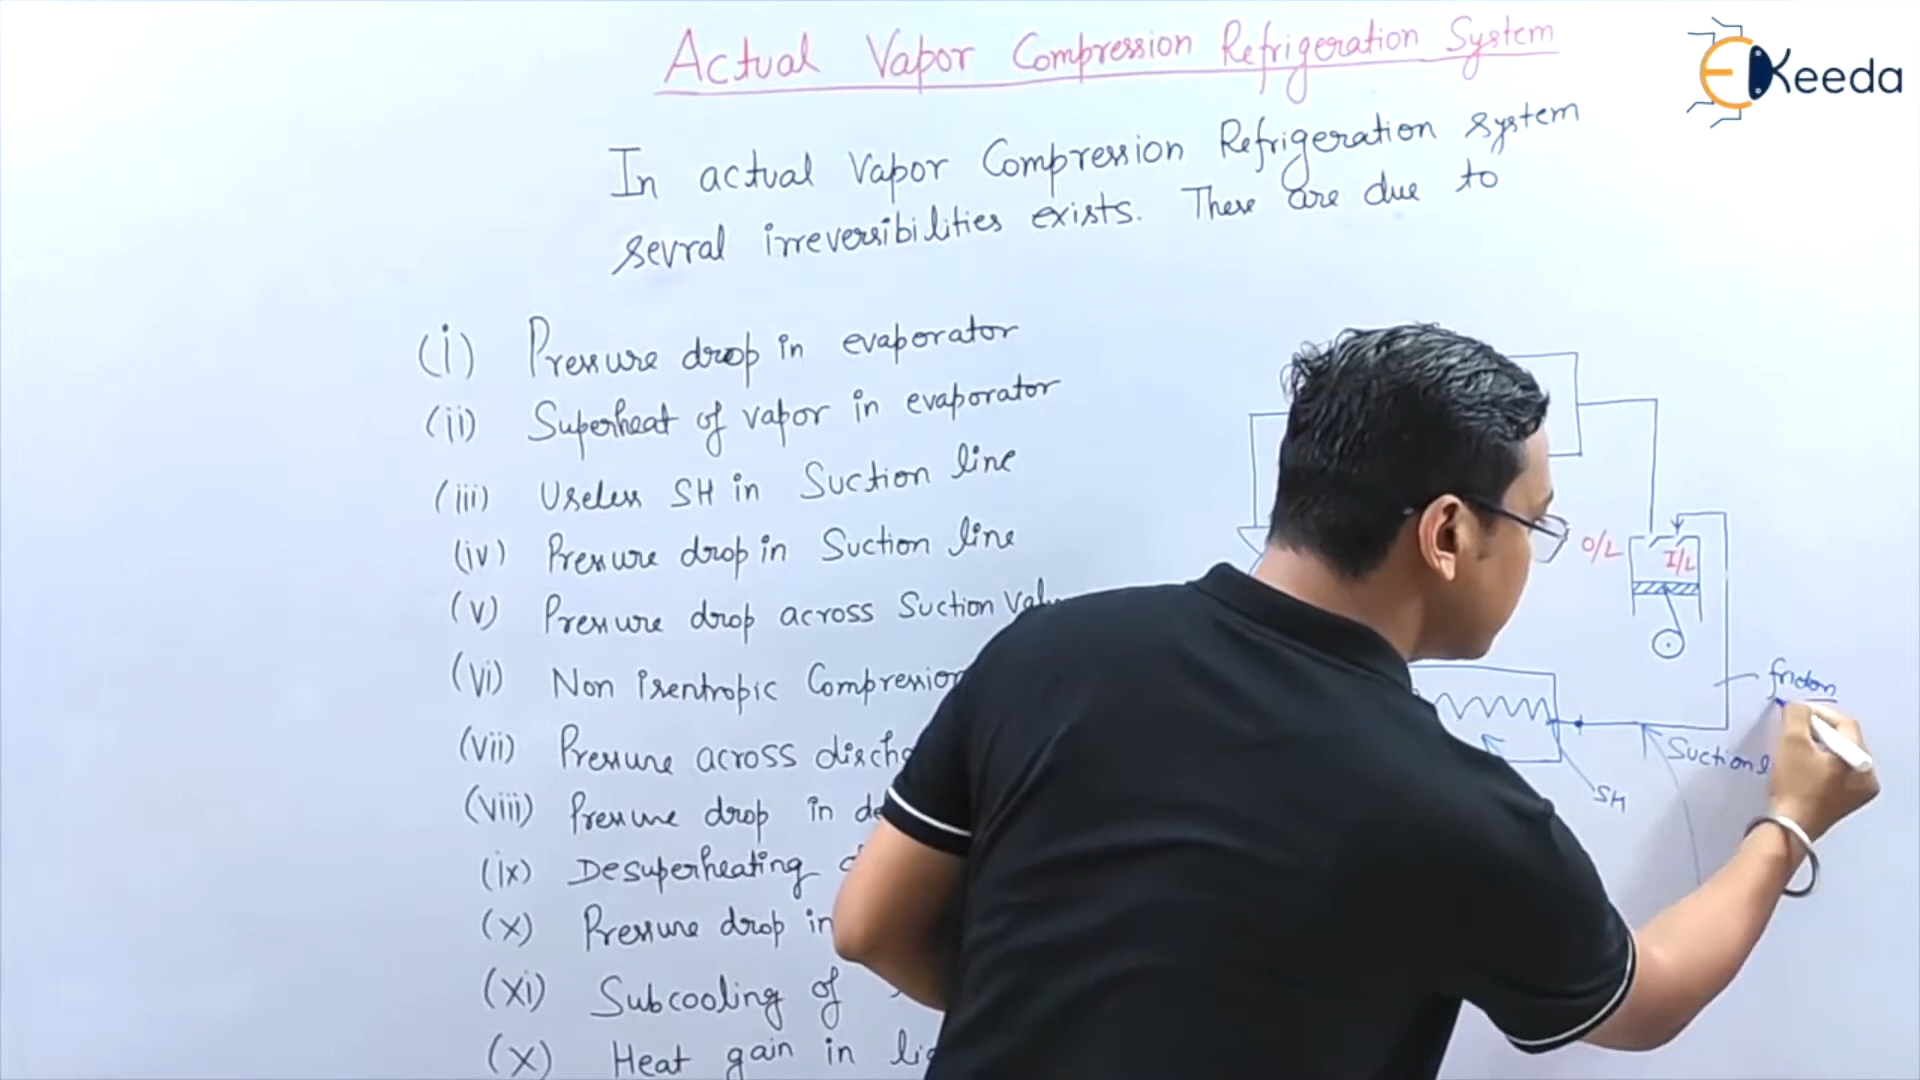 Actual Vapor Compression Refrigeration System
EKeeda
In actual Vapor Compression Refrigeration system
sevral irreversibilities exists. These are due to
(i) Pressure drop in evaporator
(ii) Superheat of vapor in evaporator
(iii) Useless SH in Suction line
(iv) Pressure drop in Suction line
(v) Pressure drop across Suction
(vi) Non isentropic Compression
(vii) Pressure across
(viii) Pressure drop in
(ix) Desuperheating
(x) Pressure drop in
(xi) Subcooling of
(x) Heat gain in
O/L
I/L
Suction
SH